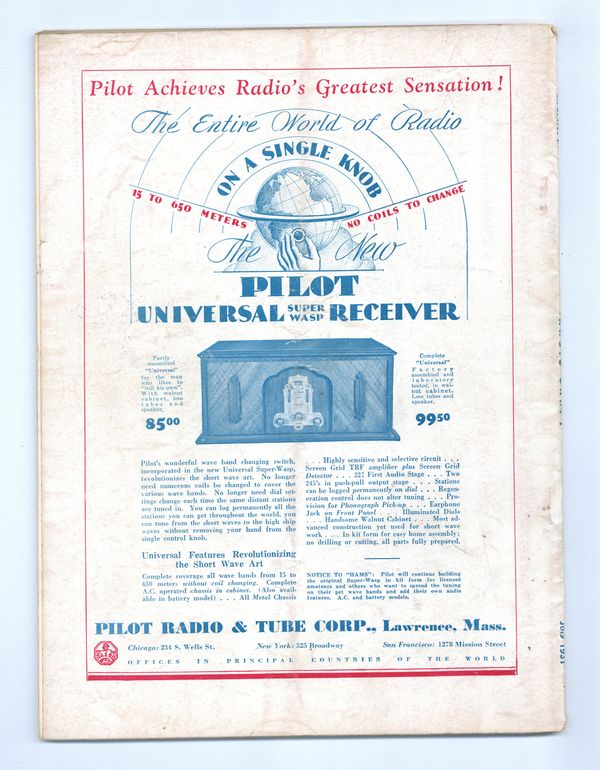 Pilot Achieves Radio's Greatest Sensation!
The Entire World of Radio
ON A SINGLE KNOB
15 TO 650 METERS
NO COILS TO CHANGE
The New
PILOT
UNIVERSAL SUPER WASP RECEIVER
Partly
assembled
"Universal"
for the man
who likes to
"roll his own".
With walnut
cabinet, less
tubes and
speaker.
8500
Complete
"Universal"
Factory
assembled and
laboratory
tested, in wal-
nut cabinet.
Less tubes and
speaker.
9950
Pilot's wonderful wave band changing switch,
incorporated in the new Universal Super-Wasp,
revolutionizes the short wave art. No longer
need numerous coils be changed to cover the
various wave bands. No longer need dial set-
tings change each time the same distant stations
are tuned in. You can log permanently all the
stations you can get throughout the world, you
can tune from the short waves to the high ship
waves without removing your hand from the
single control knob.
Universal Features Revolutionizing
the Short Wave Art
Complete coverage all wave bands from 15 to
650 meters without coil changing. Complete
A.C. operated chassis in cabinet. (Also avail-
able in battery model) . . . All Metal Chassis
. . . Highly sensitive and selective circuit . . .
Screen Grid TRF amplifier plus Screen Grid
Detector . . . 227 First Audio Stage . . . Two
245's in push-pull output stage . . . Stations
can be logged permanently on dial . . . Regen-
eration control does not alter tuning . . . Pro-
vision for Phonograph Pick-up . . . Earphone
Jack on Front Panel . . . Illuminated Dials
. . . Handsome Walnut Cabinet . . . Most ad-
vanced construction yet used for short wave
work . . . In kit form for easy home assembly;
no drilling or cutting, all parts fully prepared.
NOTICE TO "HAMS": Pilot will continue building
the original Super-Wasp in kit form for licensed
amateurs and others who want to spread the tuning
on their pet wave bands and add their own audio
features. A.C. and battery models.
PILOT RADIO & TUBE CORP., Lawrence, Mass.
Chicago: 234 S. Wells St. New York: 525 Broadway San Francisco: 1278 Mission Street
OFFICES IN PRINCIPAL COUNTRIES OF THE WORLD